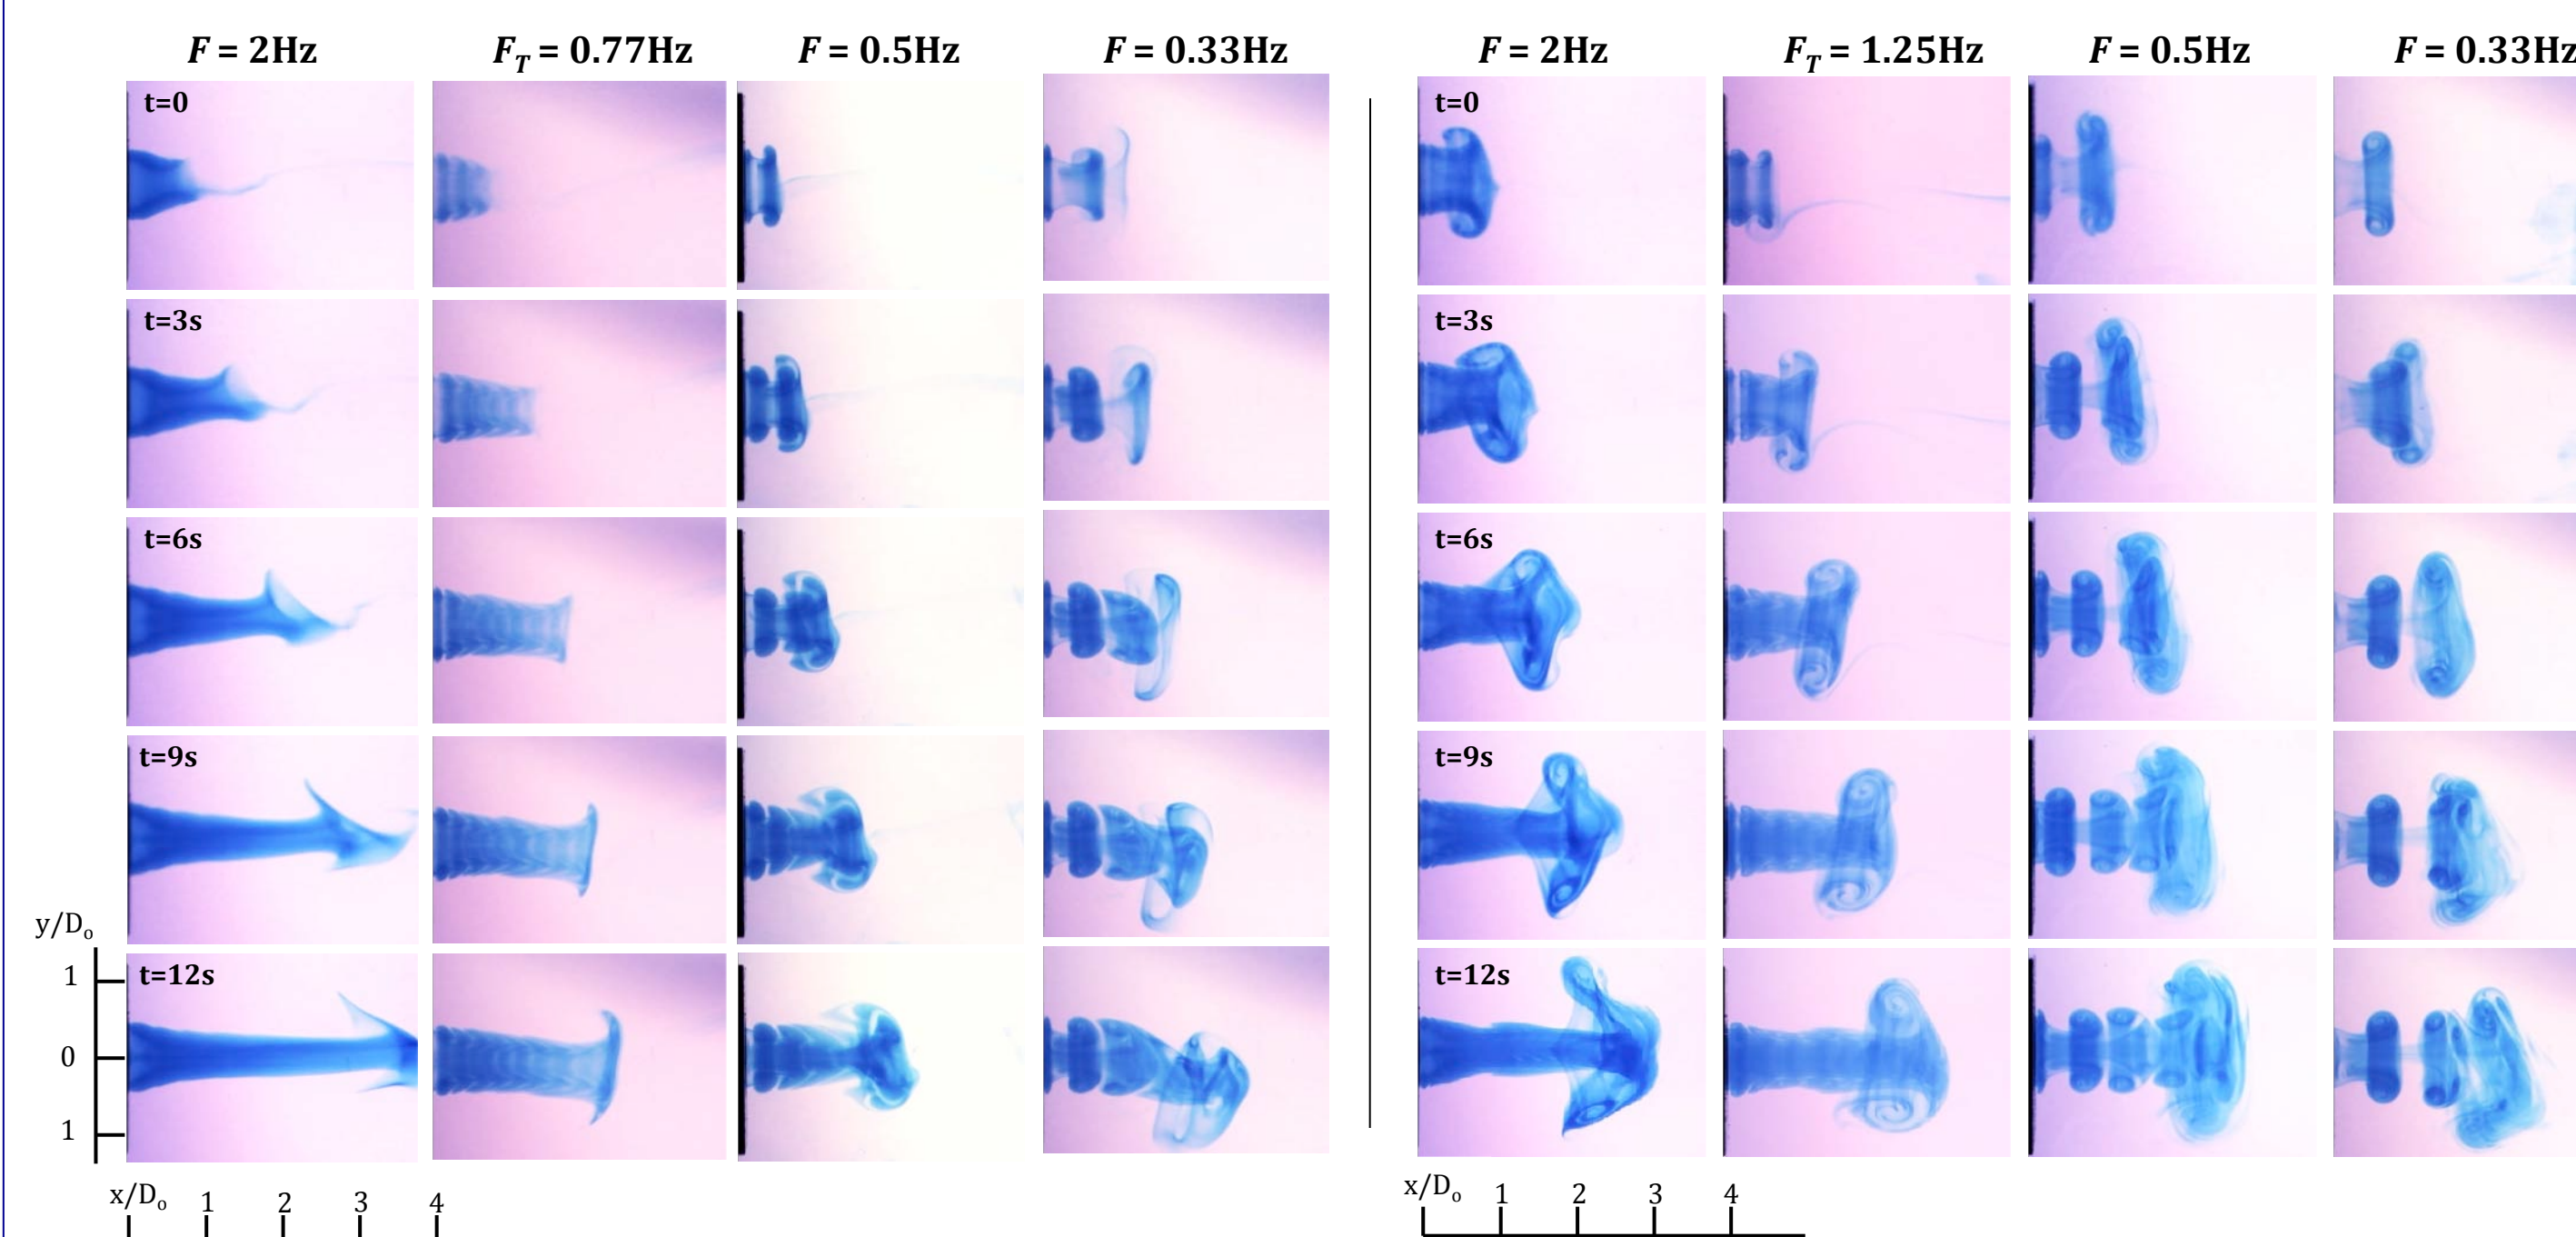 F = 2Hz F_T = 0.77Hz F = 0.5Hz F = 0.33Hz F = 2Hz F_T = 1.25Hz F = 0.5Hz F = 0.33Hz
t=0 t=0
t=3s t=3s
t=6s t=6s
t=9s t=9s
y/D_o
t=12s t=12s
1
0
1
x/D_o 1 2 3 4 x/D_o 1 2 3 4